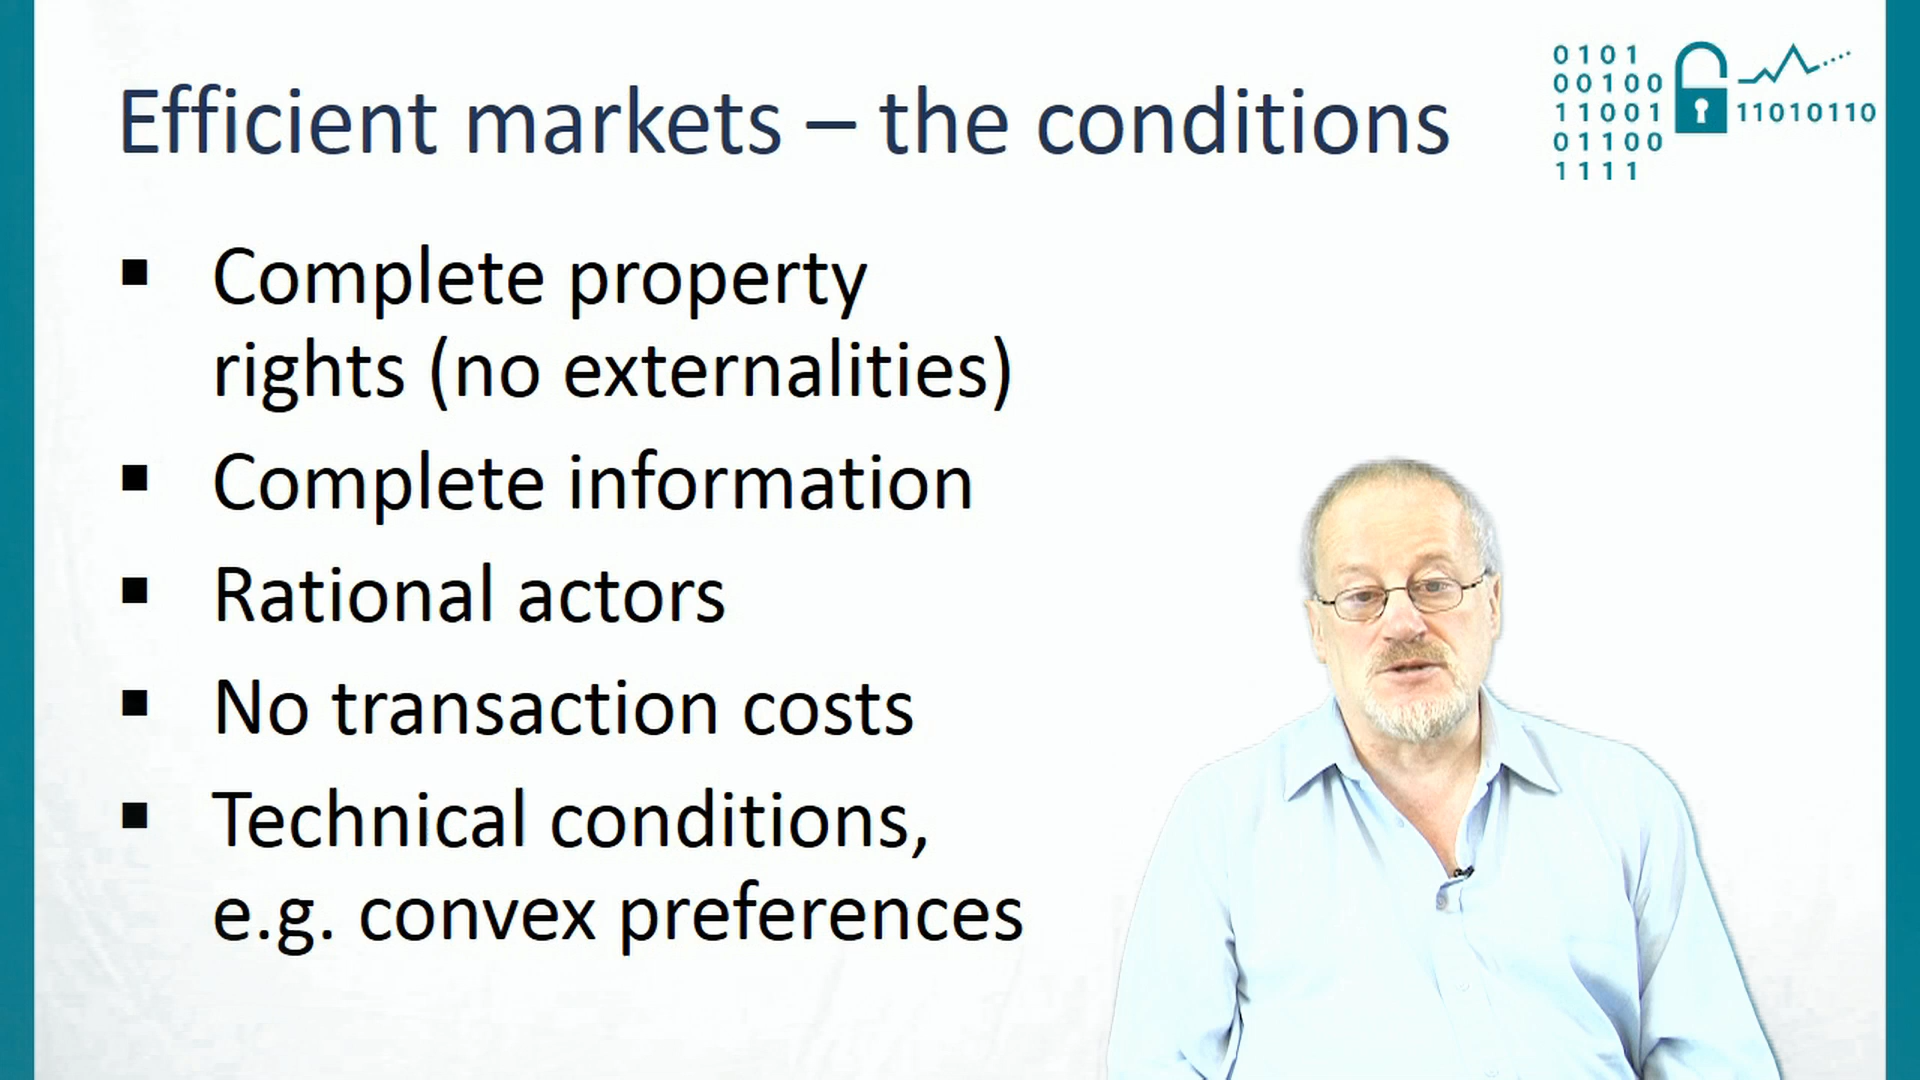 Efficient markets – the conditions
0101
00100
11001
01100
1111
11010110
▪ Complete property
rights (no externalities)
▪ Complete information
▪ Rational actors
▪ No transaction costs
▪ Technical conditions,
e.g. convex preferences